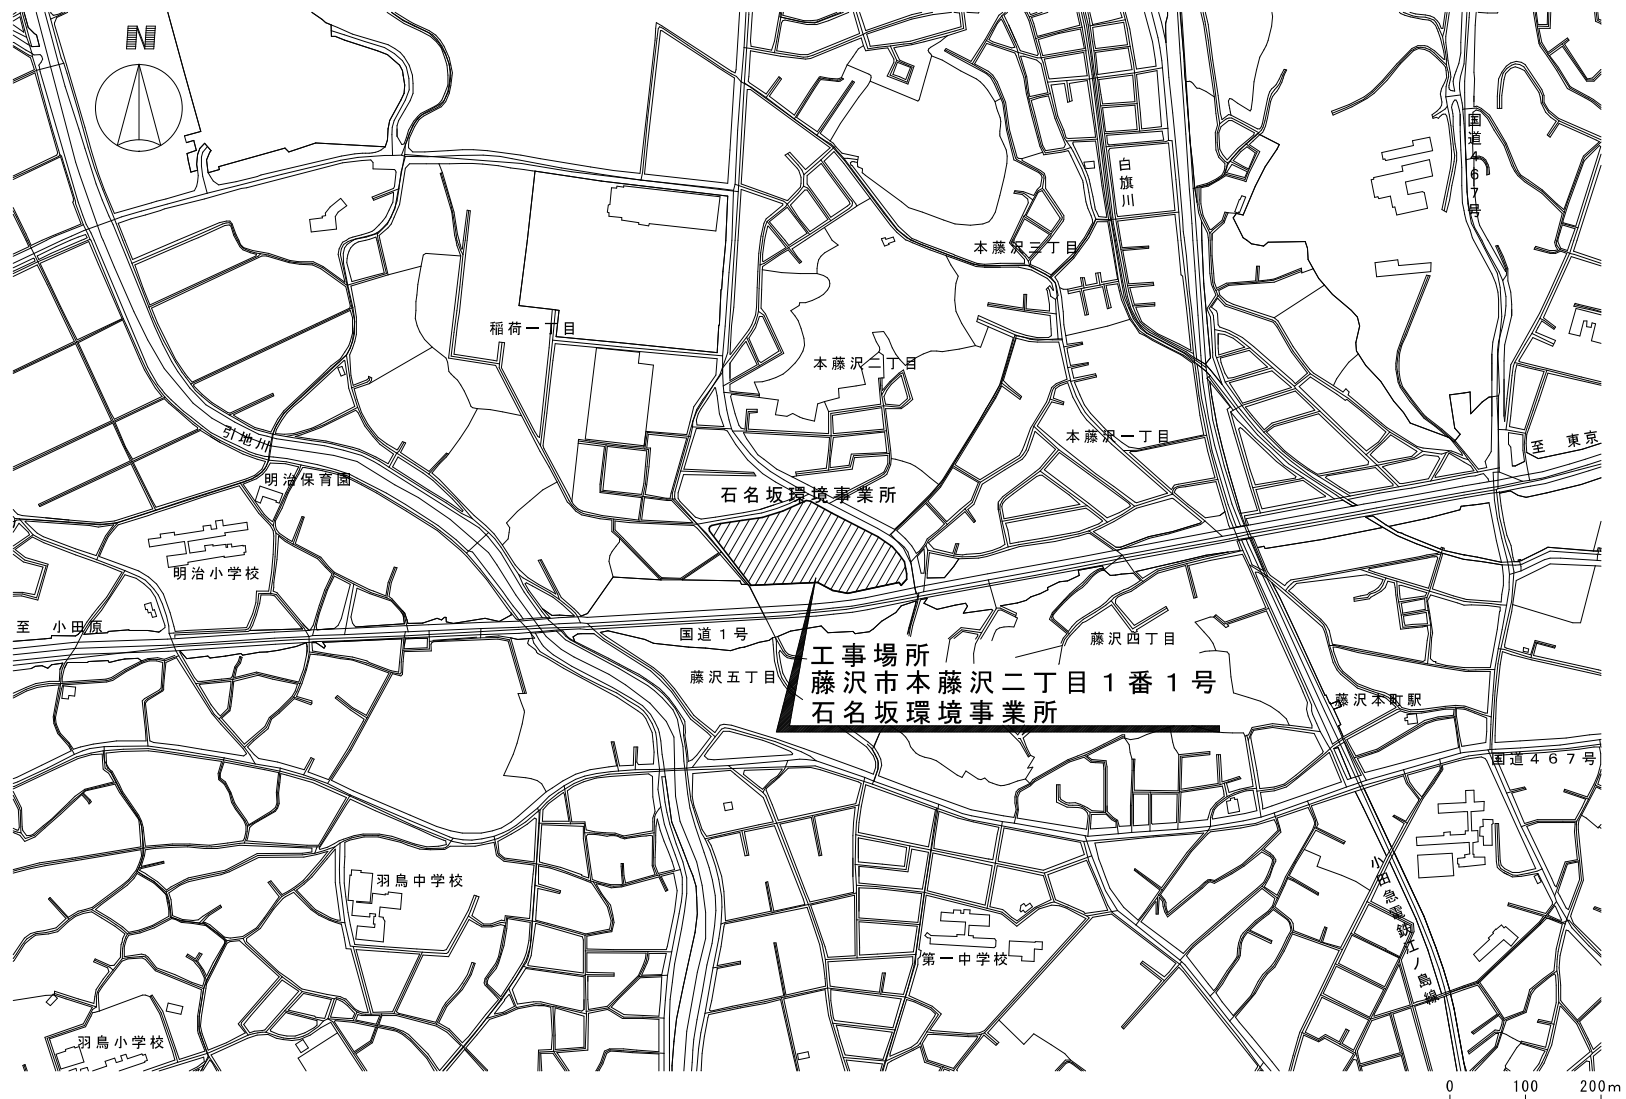 N
国道４６７号
白旗川
本藤沢三丁目
稲荷一丁目
本藤沢二丁目
引地川
本藤沢一丁目
至　東京
明治保育園
石名坂環境事業所
明治小学校
至　小田原
国道１号
藤沢四丁目
藤沢五丁目
工事場所
藤沢市本藤沢二丁目１番１号
石名坂環境事業所
藤沢本町駅
国道４６７号
小田急電鉄江ノ島線
羽鳥中学校
第一中学校
羽鳥小学校
0 100 200m